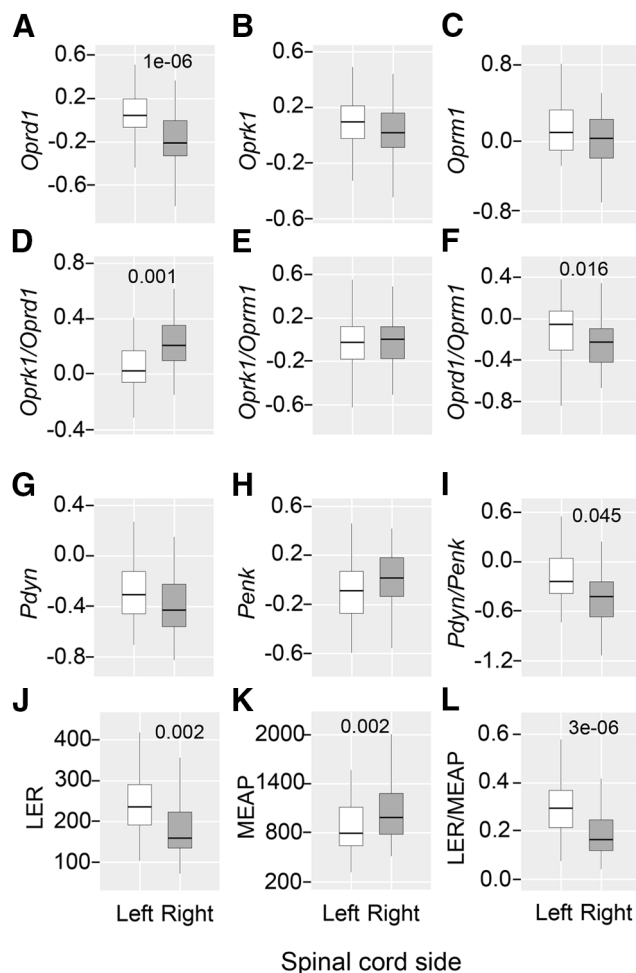 A
Oprd1
0.6
0.2
-0.2
-0.6
1e-06
B
Oprk1
0.6
0.2
-0.2
-0.6
C
Oprm1
0.8
0.0
-0.8
D
Oprk1/Oprd1
0.8
0.4
0.0
-0.4
0.001
E
Oprk1/Oprm1
0.6
0.2
-0.2
-0.6
F
Oprd1/Oprm1
0.4
0.0
-0.4
-0.8
0.016
G
Pdyn
0.4
0.0
-0.4
-0.8
H
Penk
0.6
0.2
-0.2
-0.6
I
Pdyn/Penk
0.6
0.0
-0.6
-1.2
0.045
J
LER
400
300
200
100
0.002
K
MEAP
2000
1400
800
200
0.002
L
LER/MEAP
0.6
0.4
0.2
0.0
3e-06
Left Right
Left Right
Left Right
Spinal cord side